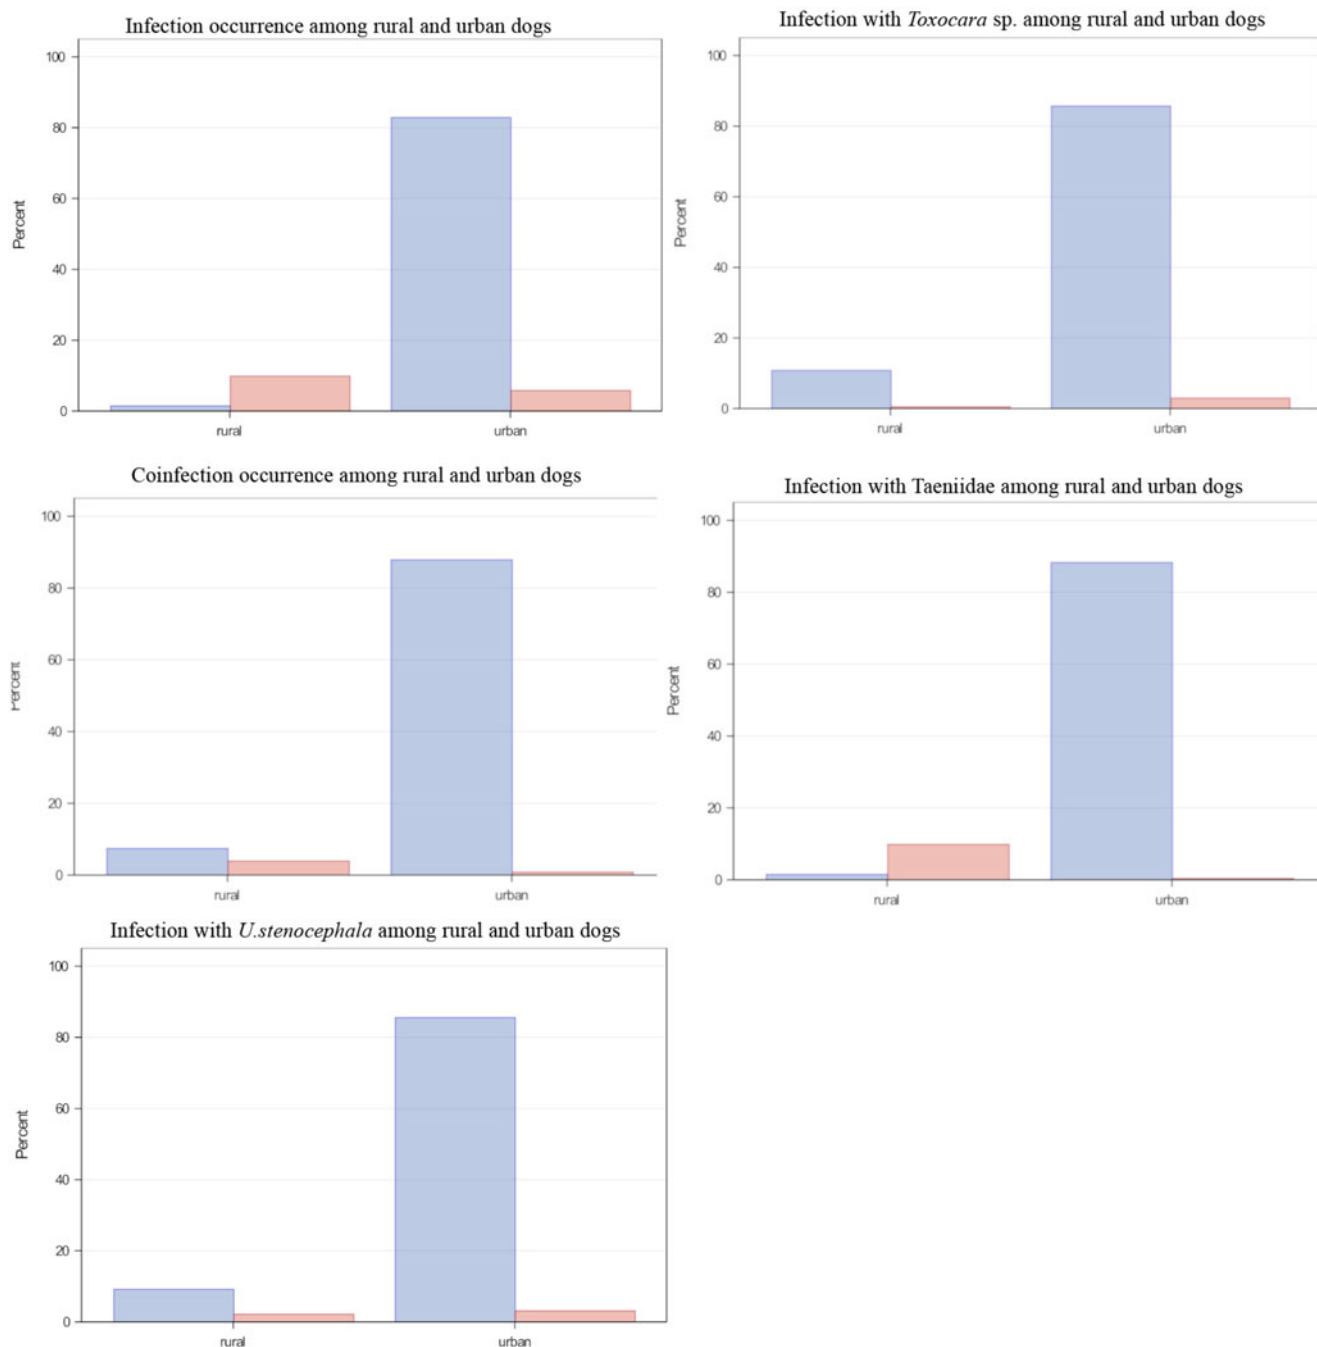 Infection occurrence among rural and urban dogs
100
80
60
40
20
0
Percent
rural urban
Infection with Toxocara sp. among rural and urban dogs
100
80
60
40
20
0
Percent
rural urban
Coinfection occurrence among rural and urban dogs
100
80
60
40
20
0
Percent
rural urban
Infection with Taeniidae among rural and urban dogs
100
80
60
40
20
0
Percent
rural urban
Infection with U.stenocephala among rural and urban dogs
100
80
60
40
20
0
Percent
rural urban